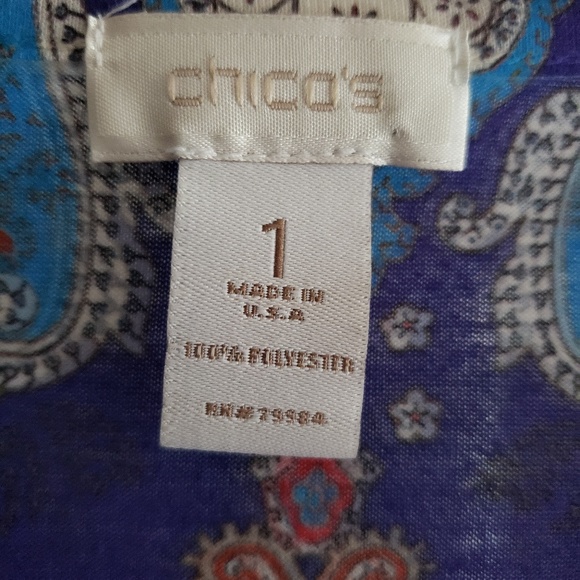 chico's
1
MADE IN
U.S.A
100% POLYESTER
RN# 79984